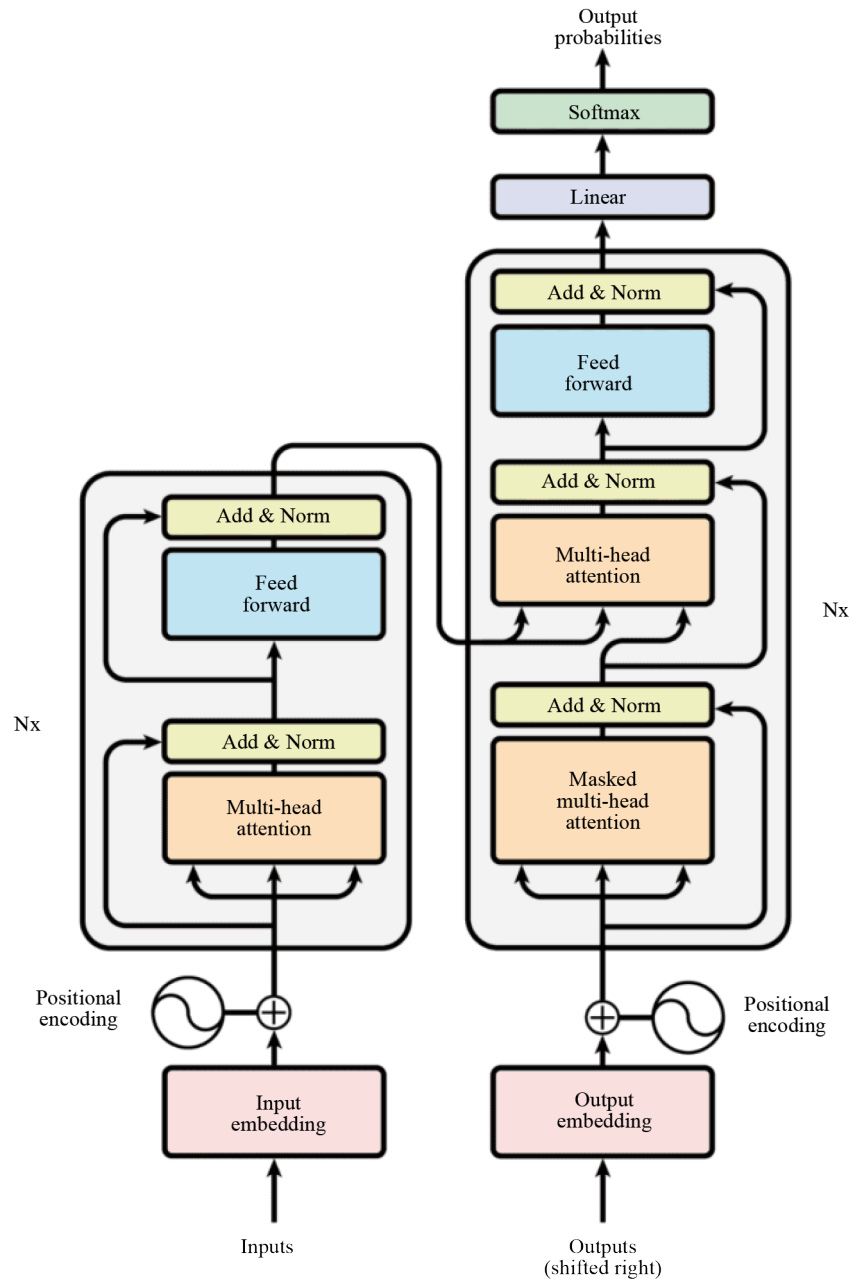 Output
probabilities
Softmax
Linear
Add & Norm
Feed
forward
Add & Norm
Multi-head
attention
Nx
Add & Norm
Masked
multi-head
attention
Positional
encoding
Output
embedding
Outputs
(shifted right)
Add & Norm
Feed
forward
Nx
Add & Norm
Multi-head
attention
Positional
encoding
Input
embedding
Inputs